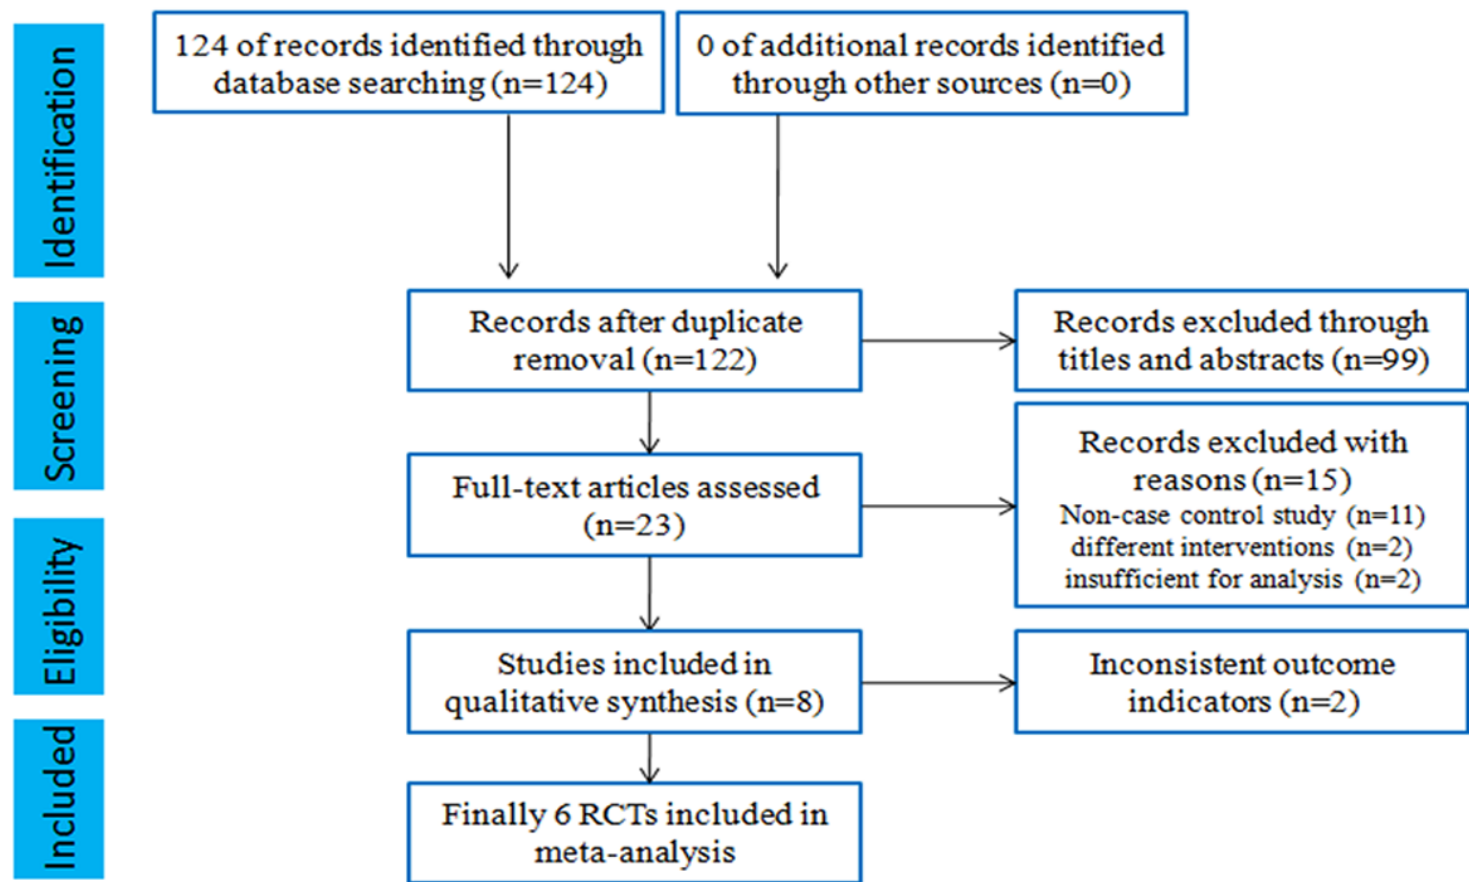 Identification
124 of records identified through
database searching (n=124)
0 of additional records identified
through other sources (n=0)
Screening
Records after duplicate
removal (n=122)
Records excluded through
titles and abstracts (n=99)
Full-text articles assessed
(n=23)
Records excluded with
reasons (n=15)
Non-case control study (n=11)
different interventions (n=2)
insufficient for analysis (n=2)
Eligibility
Studies included in
qualitative synthesis (n=8)
Inconsistent outcome
indicators (n=2)
Included
Finally 6 RCTs included in
meta-analysis